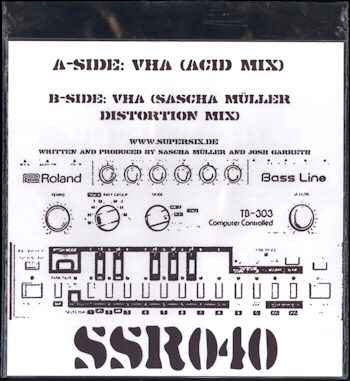 A-SIDE: VHA (ACID MIX)
B-SIDE: VHA (SASCHA MÜLLER
DISTORTION MIX)
WWW.SUPERSIX.DE
WRITTEN AND PRODUCED BY SASCHA MÜLLER AND JOSH GARRETH
Roland
Bass Line
TEMPO
TB-303
Computer Controlled
SSR040